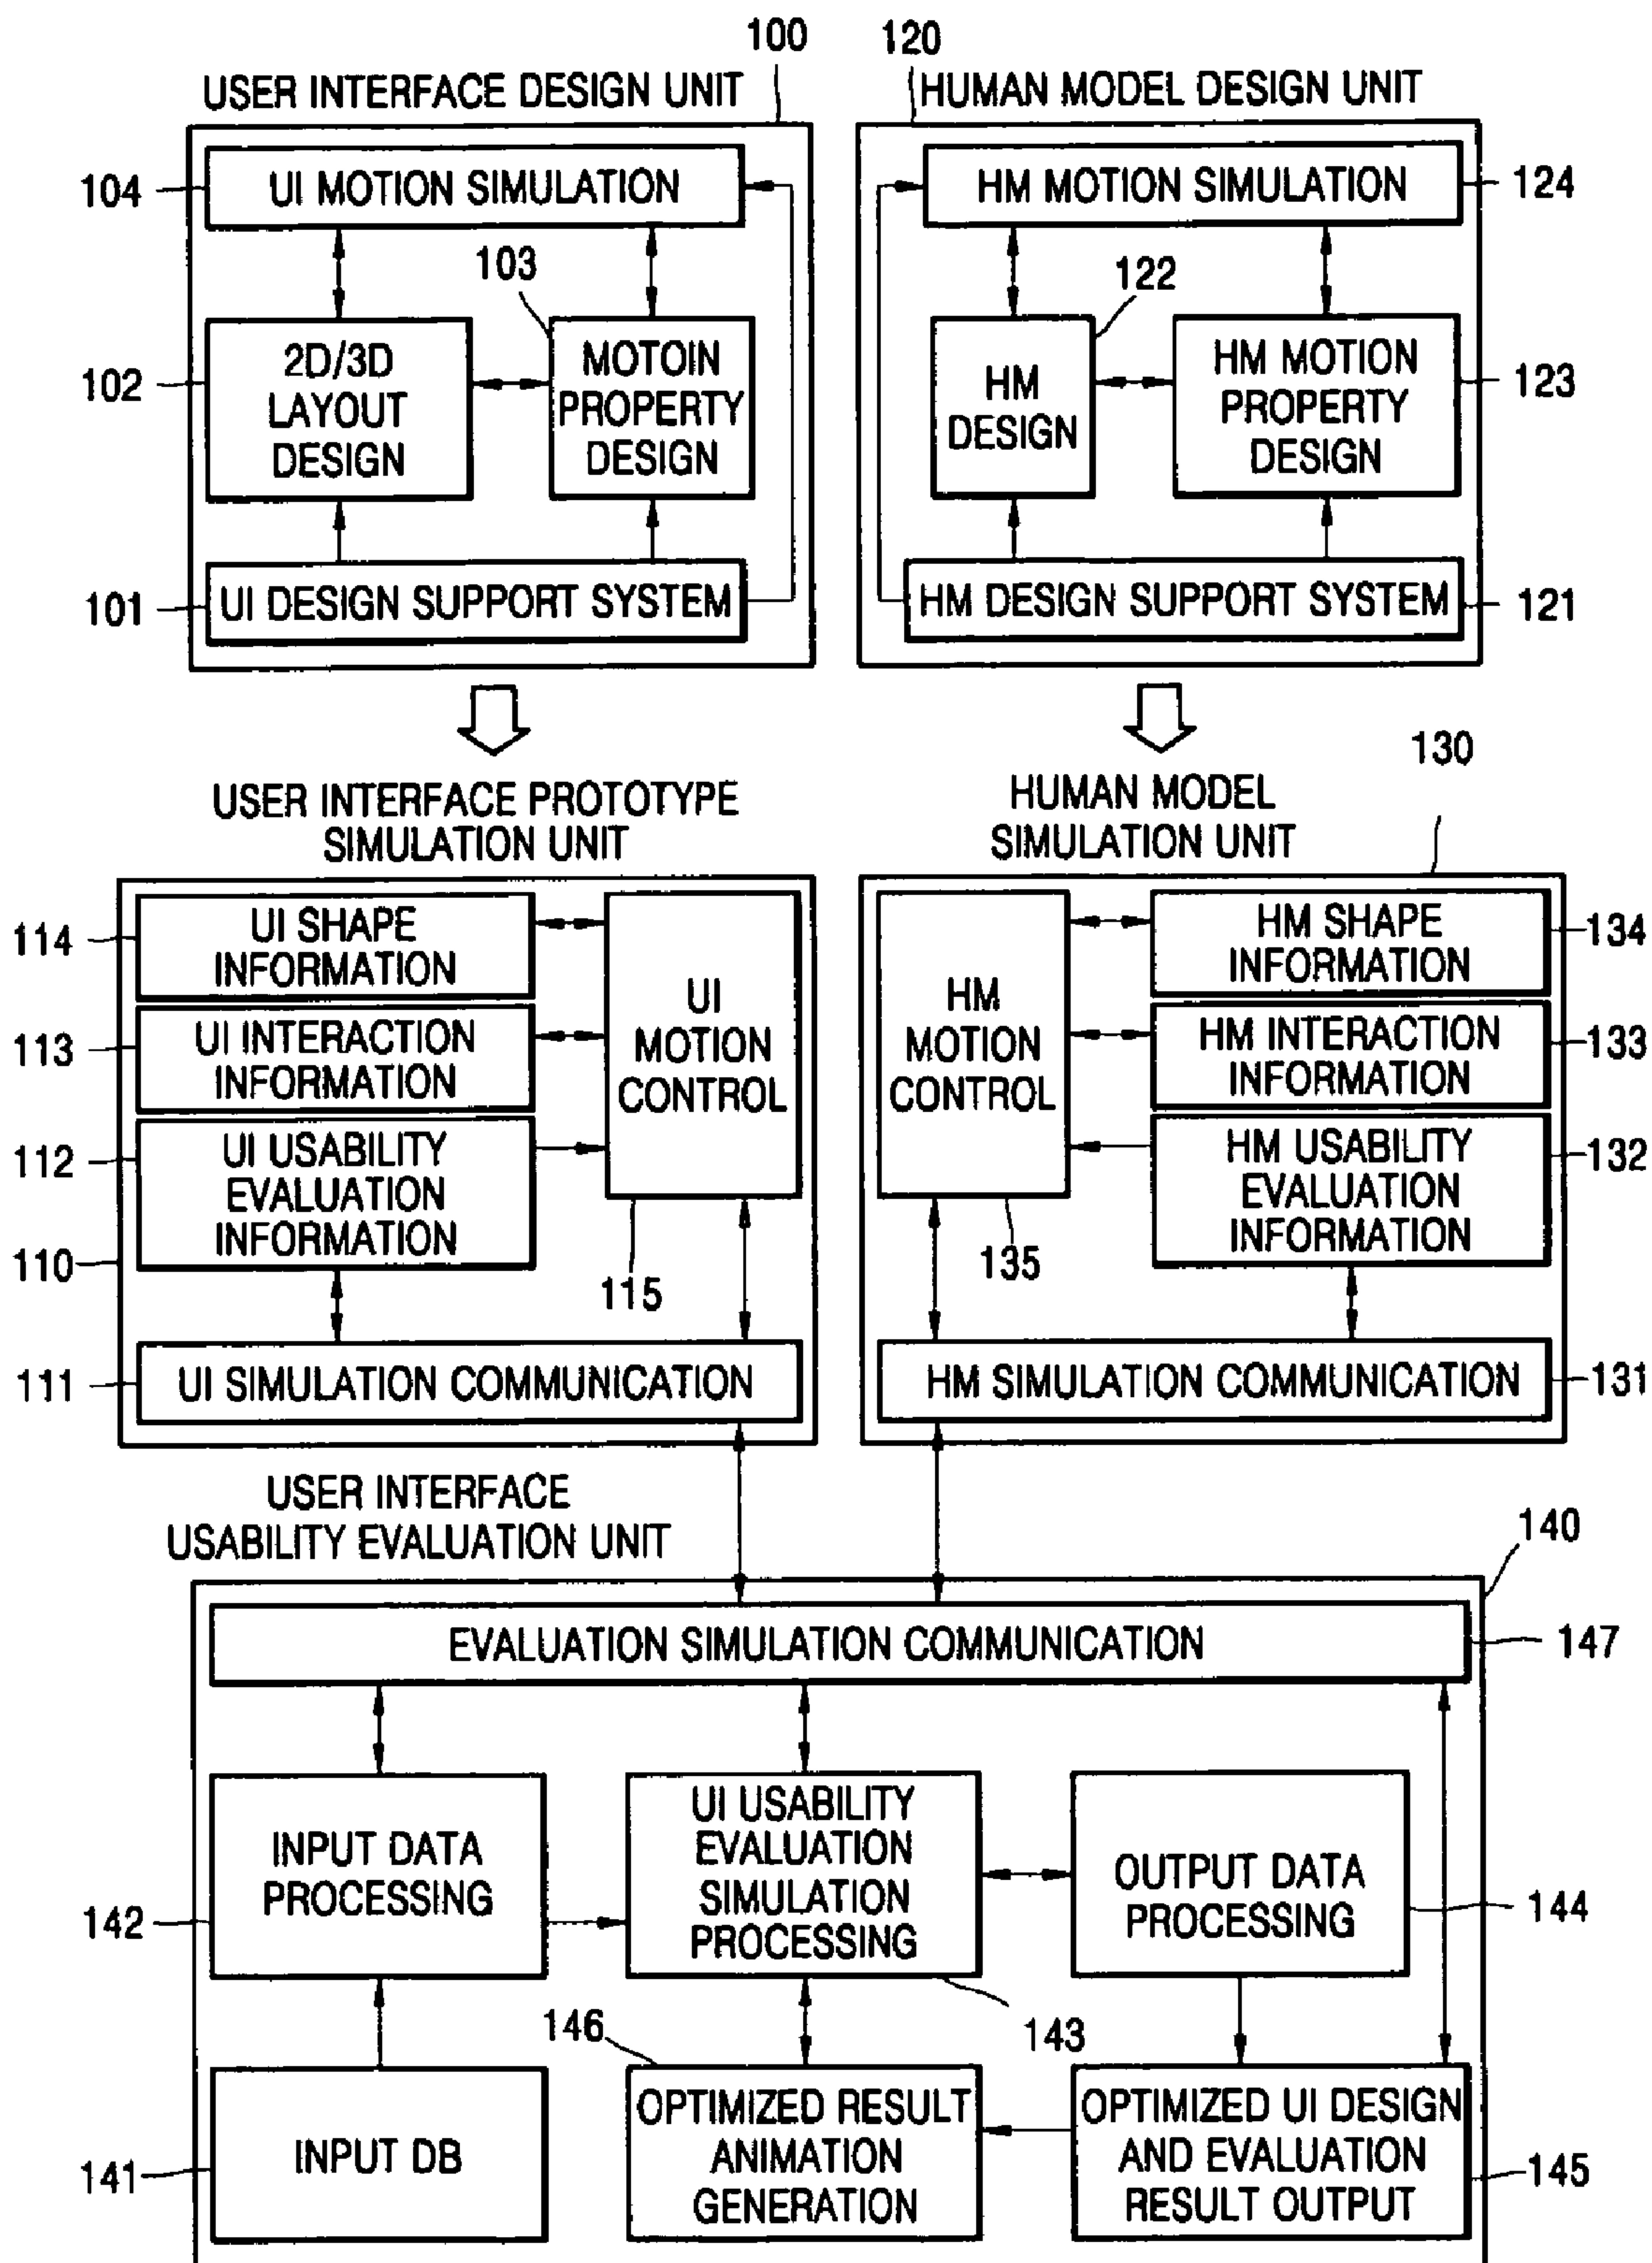 100
120
USER INTERFACE DESIGN UNIT
HUMAN MODEL DESIGN UNIT
104
UI MOTION SIMULATION
HM MOTION SIMULATION
124
103
122
102
2D/3D
LAYOUT
DESIGN
MOTOIN
PROPERTY
DESIGN
HM
DESIGN
HM MOTION
PROPERTY
DESIGN
123
101
UI DESIGN SUPPORT SYSTEM
HM DESIGN SUPPORT SYSTEM
121
USER INTERFACE PROTOTYPE
SIMULATION UNIT
HUMAN MODEL
SIMULATION UNIT
130
114
UI SHAPE
INFORMATION
113
UI INTERACTION
INFORMATION
112
UI USABILITY
EVALUATION
INFORMATION
110
UI
MOTION
CONTROL
115
HM
MOTION
CONTROL
135
HM SHAPE
INFORMATION
134
HM INTERACTION
INFORMATION
133
HM USABILITY
EVALUATION
INFORMATION
132
111
UI SIMULATION COMMUNICATION
HM SIMULATION COMMUNICATION
131
USER INTERFACE
USABILITY EVALUATION UNIT
140
EVALUATION SIMULATION COMMUNICATION
147
INPUT DATA
PROCESSING
142
UI USABILITY
EVALUATION
SIMULATION
PROCESSING
143
OUTPUT DATA
PROCESSING
144
146
141
INPUT DB
OPTIMIZED RESULT
ANIMATION
GENERATION
OPTIMIZED UI DESIGN
AND EVALUATION
RESULT OUTPUT
145